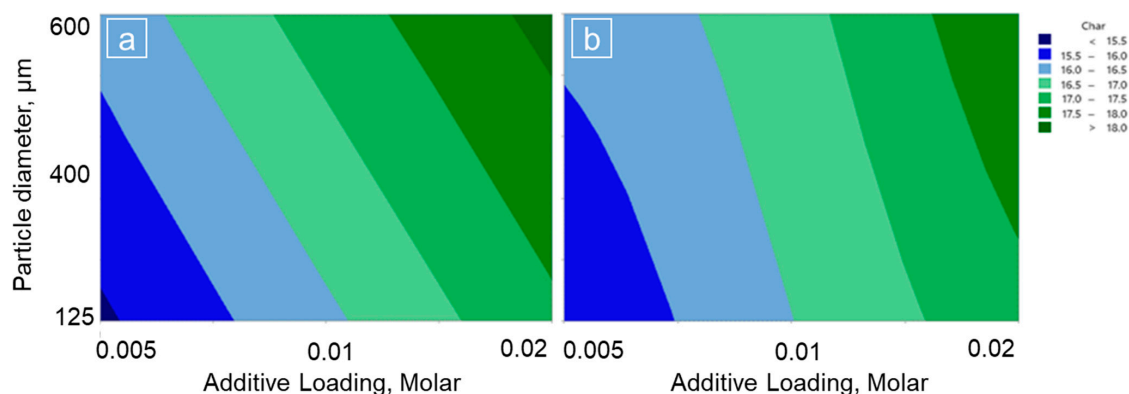 Particle diameter, µm
600
400
125
a
0.005
0.01
0.02
Additive Loading, Molar
b
0.005
0.01
0.02
Additive Loading, Molar
Char
< 15.5
15.5 – 16.0
16.0 – 16.5
16.5 – 17.0
17.0 – 17.5
17.5 – 18.0
> 18.0